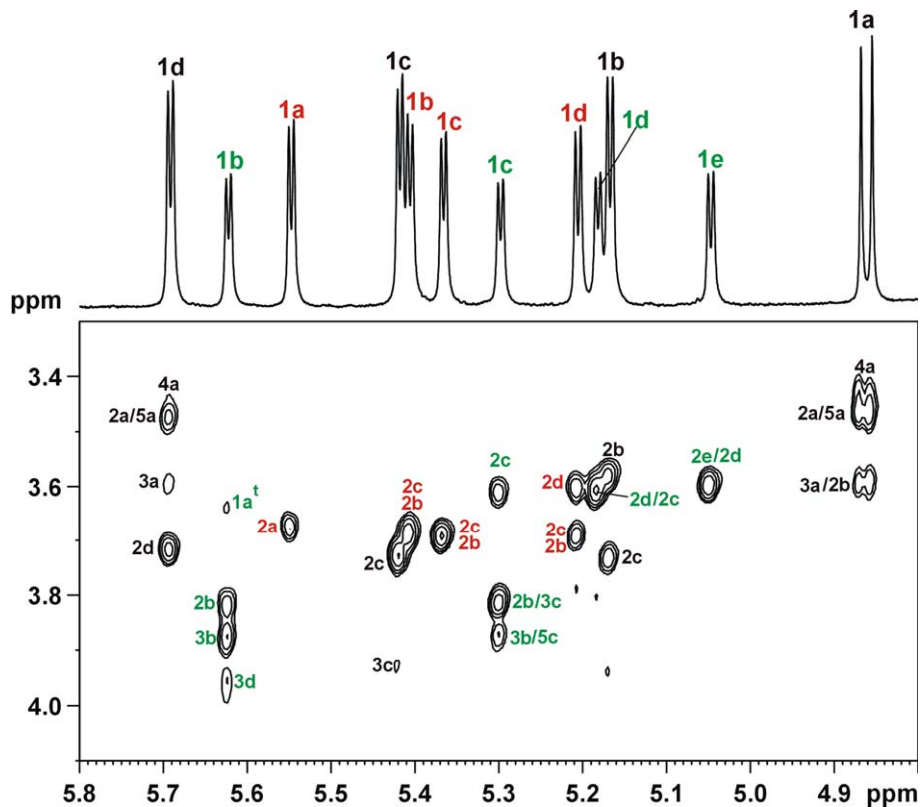 1a
1d 1c 1b
1b
1a 1c 1d 1d
1b 1c 1e
ppm
3.4 4a 4a
2a/5a 2a/5a
3a 2c 2c 2d 2b 2e/2d 3a/2b
3.6 2b
1aᵗ 2d/2c
2a 2c 2c
2d 2c 2b 2b 2c
3.8 2b 2b/3c
3b 3b/5c
3c
3d
4.0
5.8 5.7 5.6 5.5 5.4 5.3 5.2 5.1 5.0 4.9 ppm